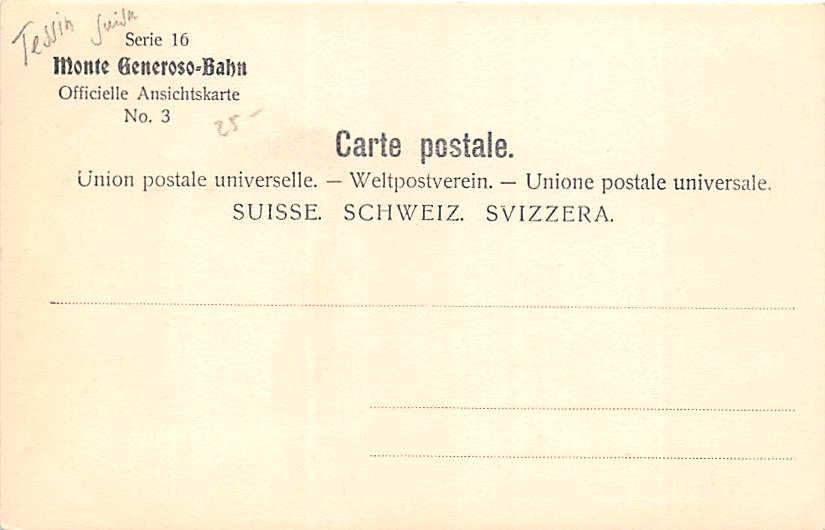 Tessin Suisse
Serie 16
Monte Generoso-Bahn
Officielle Ansichtskarte
No. 3
25-
Carte postale.
Union postale universelle. — Weltpostverein. — Unione postale universale.
SUISSE. SCHWEIZ. SVIZZERA.